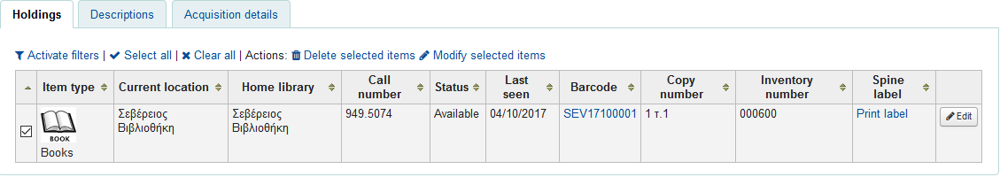 Holdings Descriptions Acquisition details
Activate filters | Select all | Clear all | Actions: Delete selected items Modify selected items
Item type Current location Home library Call number Status Last seen Barcode Copy number Inventory number Spine label
BOOK
Books Σεβέρειος Βιβλιοθήκη Σεβέρειος Βιβλιοθήκη 949.5074 Available 04/10/2017 SEV17100001 1 τ.1 000600 Print label Edit